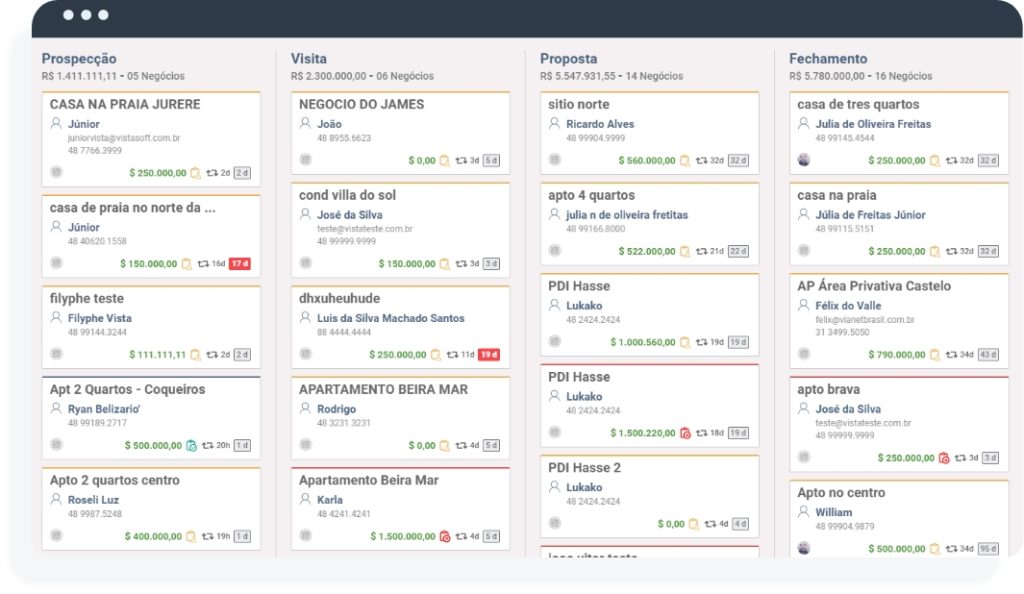 Prospecção
R$ 1.411.111,11 - 05 Negócios
CASA NA PRAIA JURERE
Júnior
juniorvista@vistasoft.com.br
48 7766.3999
$ 250.000,00 2d 2 d
casa de praia no norte da ...
Júnior
48 40620.1558
$ 150.000,00 16d 17 d
filyphe teste
Filyphe Vista
48 99144.3244
$ 111.111,11 2d 2 d
Apt 2 Quartos - Coqueiros
Ryan Belizario'
48 99189.2717
$ 500.000,00 20h 1 d
Apto 2 quartos centro
Roseli Luz
48 9987.5248
$ 400.000,00 19h 1 d
Visita
R$ 2.300.000,00 - 06 Negócios
NEGOCIO DO JAMES
João
48 8955.6623
$ 0,00 3d 5 d
cond villa do sol
José da Silva
teste@vistateste.com.br
48 99999.9999
$ 150.000,00 3d 3 d
dhxuheuhude
Luis da Silva Machado Santos
88 4444.4444
$ 250.000,00 11d 19 d
APARTAMENTO BEIRA MAR
Rodrigo
48 3231.3231
$ 0,00 4d 5 d
Apartamento Beira Mar
Karla
48 4241.4241
$ 1.500.000,00 4d 5 d
Proposta
R$ 5.547.931,55 - 14 Negócios
sitio norte
Ricardo Alves
48 99904.9999
$ 560.000,00 32d 32 d
apto 4 quartos
julia n de oliveira fretitas
48 99166.8000
$ 522.000,00 21d 22 d
PDI Hasse
Lukako
48 2424.2424
$ 1.000.560,00 19d 19 d
PDI Hasse
Lukako
48 2424.2424
$ 1.500.220,00 18d 19 d
PDI Hasse 2
Lukako
48 2424.2424
$ 0,00 4d 4 d
Fechamento
R$ 5.780.000,00 - 16 Negócios
casa de tres quartos
Julia de Oliveira Freitas
48 99145.4544
$ 250.000,00 32d 32 d
casa na praia
Júlia de Freitas Júnior
48 99115.5151
$ 250.000,00 32d 32 d
AP Área Privativa Castelo
Félix do Valle
felix@vianetbrasil.com.br
31 3499.5050
$ 790.000,00 34d 43 d
apto brava
José da Silva
teste@vistateste.com.br
48 99999.9999
$ 250.000,00 3d 3 d
Apto no centro
William
48 99904.9879
$ 500.000,00 34d 95 d